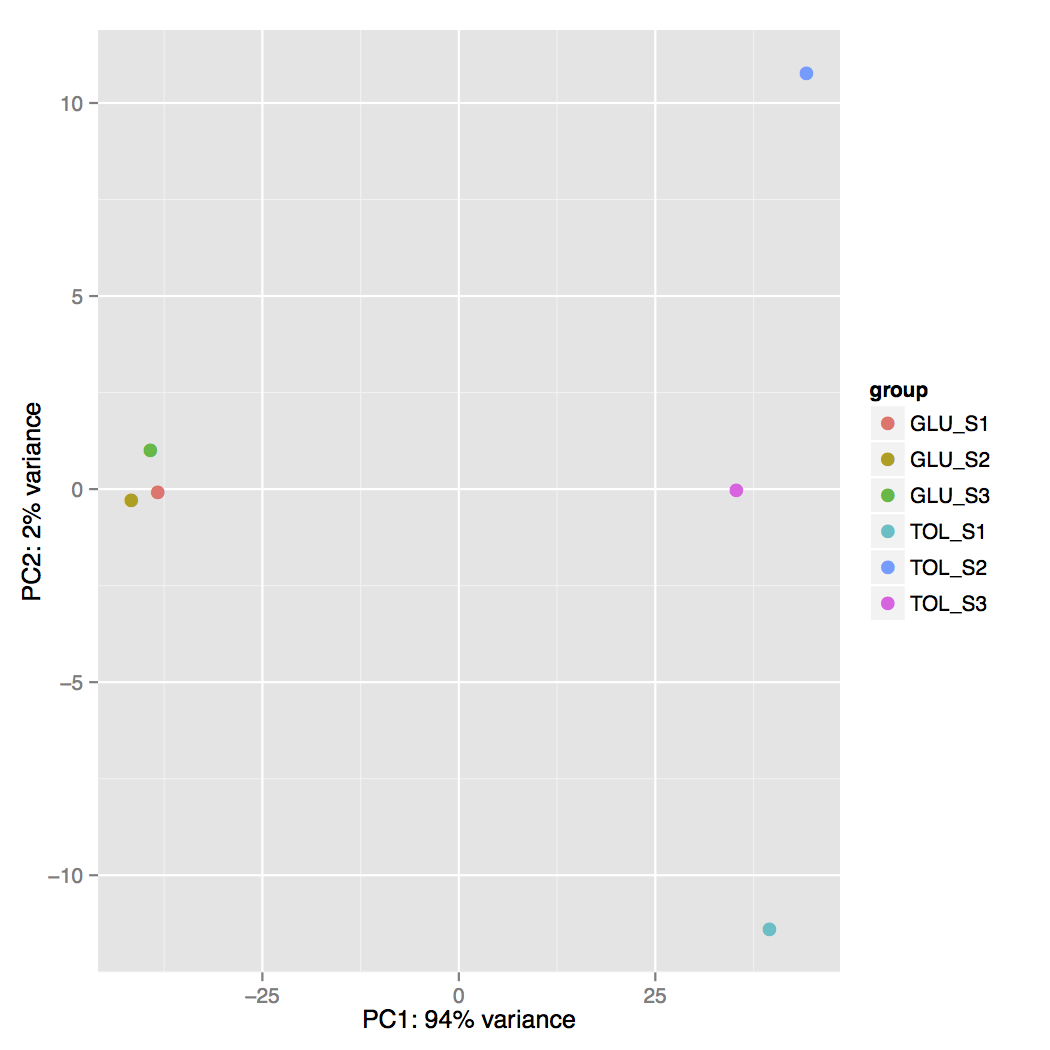 10
5
0
−5
−10
PC2: 2% variance
−25 0 25
PC1: 94% variance
group
GLU_S1
GLU_S2
GLU_S3
TOL_S1
TOL_S2
TOL_S3